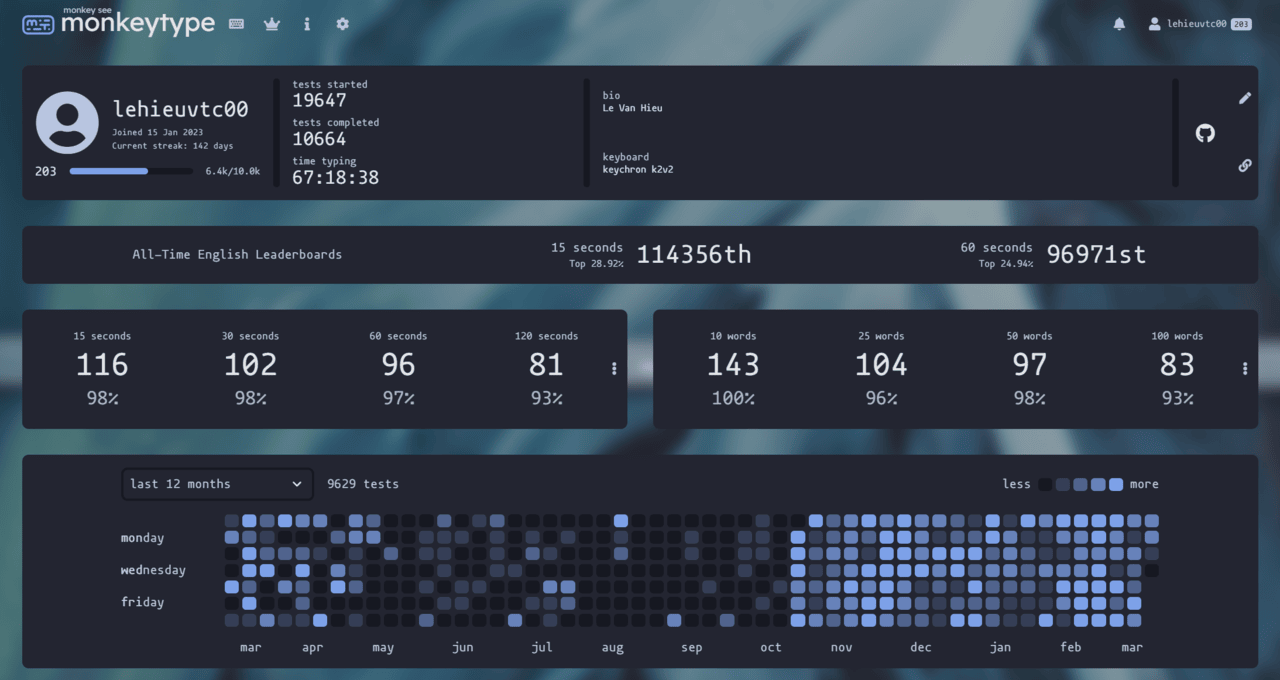 monkey see
monkeytype
lehieuvtc00 203
lehieuvtc00
Joined 15 Jan 2023
Current streak: 142 days
203 6.4k/10.0k
tests started
19647
tests completed
10664
time typing
67:18:38
bio
Le Van Hieu
keyboard
keychron k2v2
All-Time English Leaderboards
15 seconds
Top 28.92%
114356th
60 seconds
Top 24.94%
96971st
15 seconds 30 seconds 60 seconds 120 seconds
116 102 96 81
98% 98% 97% 93%
10 words 25 words 50 words 100 words
143 104 97 83
100% 96% 98% 93%
last 12 months 9629 tests less more
monday
wednesday
friday
mar apr may jun jul aug sep oct nov dec jan feb mar